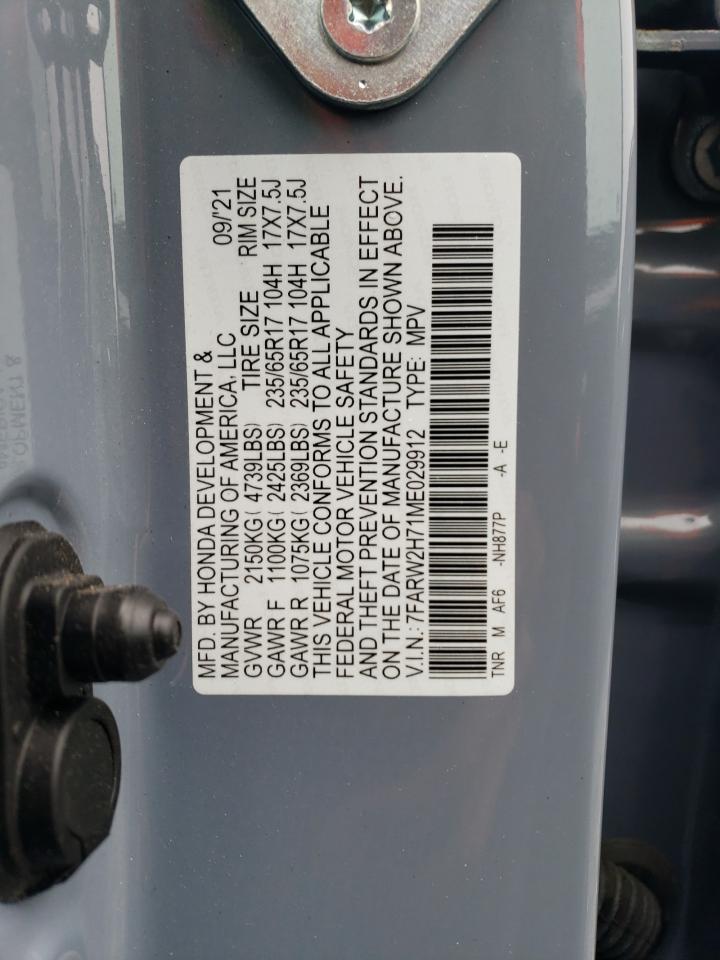 MFD. BY HONDA DEVELOPMENT &
MANUFACTURING OF AMERICA, LLC 09/'21
GVWR 2150KG( 4739LBS) TIRE SIZE RIM SIZE
GAWR F 1100KG( 2425LBS) 235/65R17 104H 17X7.5J
GAWR R 1075KG( 2369LBS) 235/65R17 104H 17X7.5J
THIS VEHICLE CONFORMS TO ALL APPLICABLE
FEDERAL MOTOR VEHICLE SAFETY
AND THEFT PREVENTION STANDARDS IN EFFECT
ON THE DATE OF MANUFACTURE SHOWN ABOVE.
V.I.N.: 7FARW2H71ME029912 TYPE: MPV
TNR M AF6 -NH877P -A -E